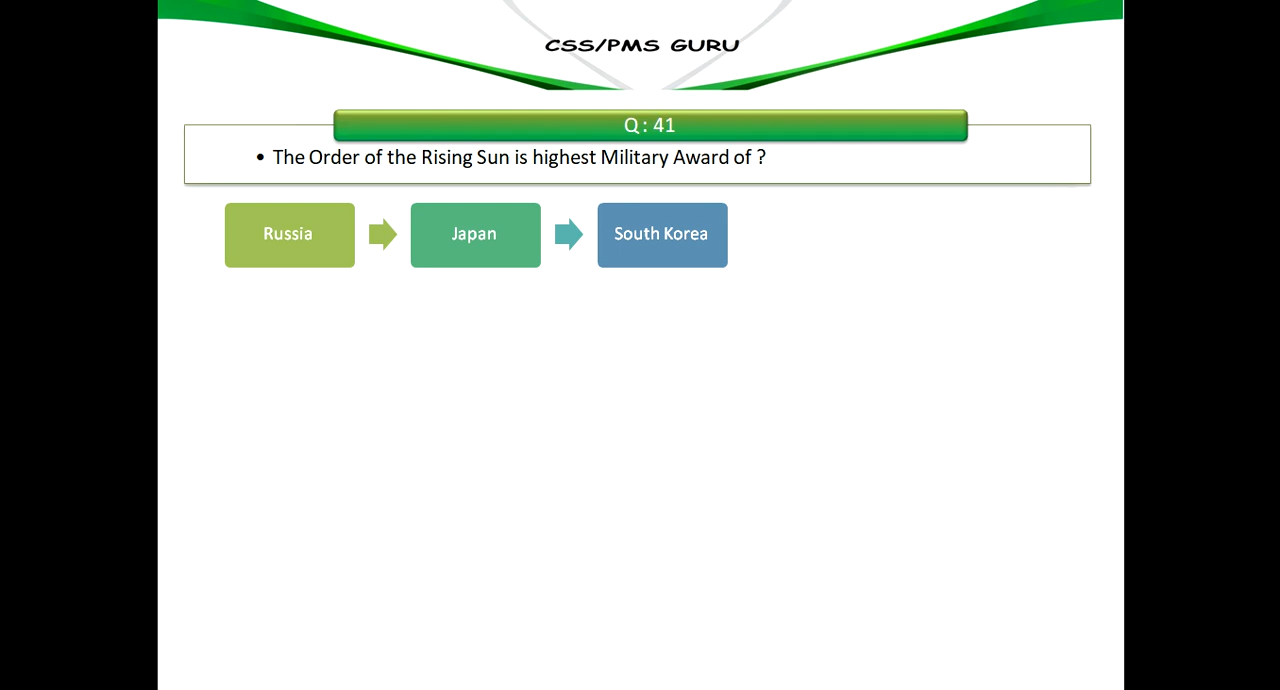 CSS/PMS GURU
Q : 41
• The Order of the Rising Sun is highest Military Award of ?
Russia
Japan
South Korea